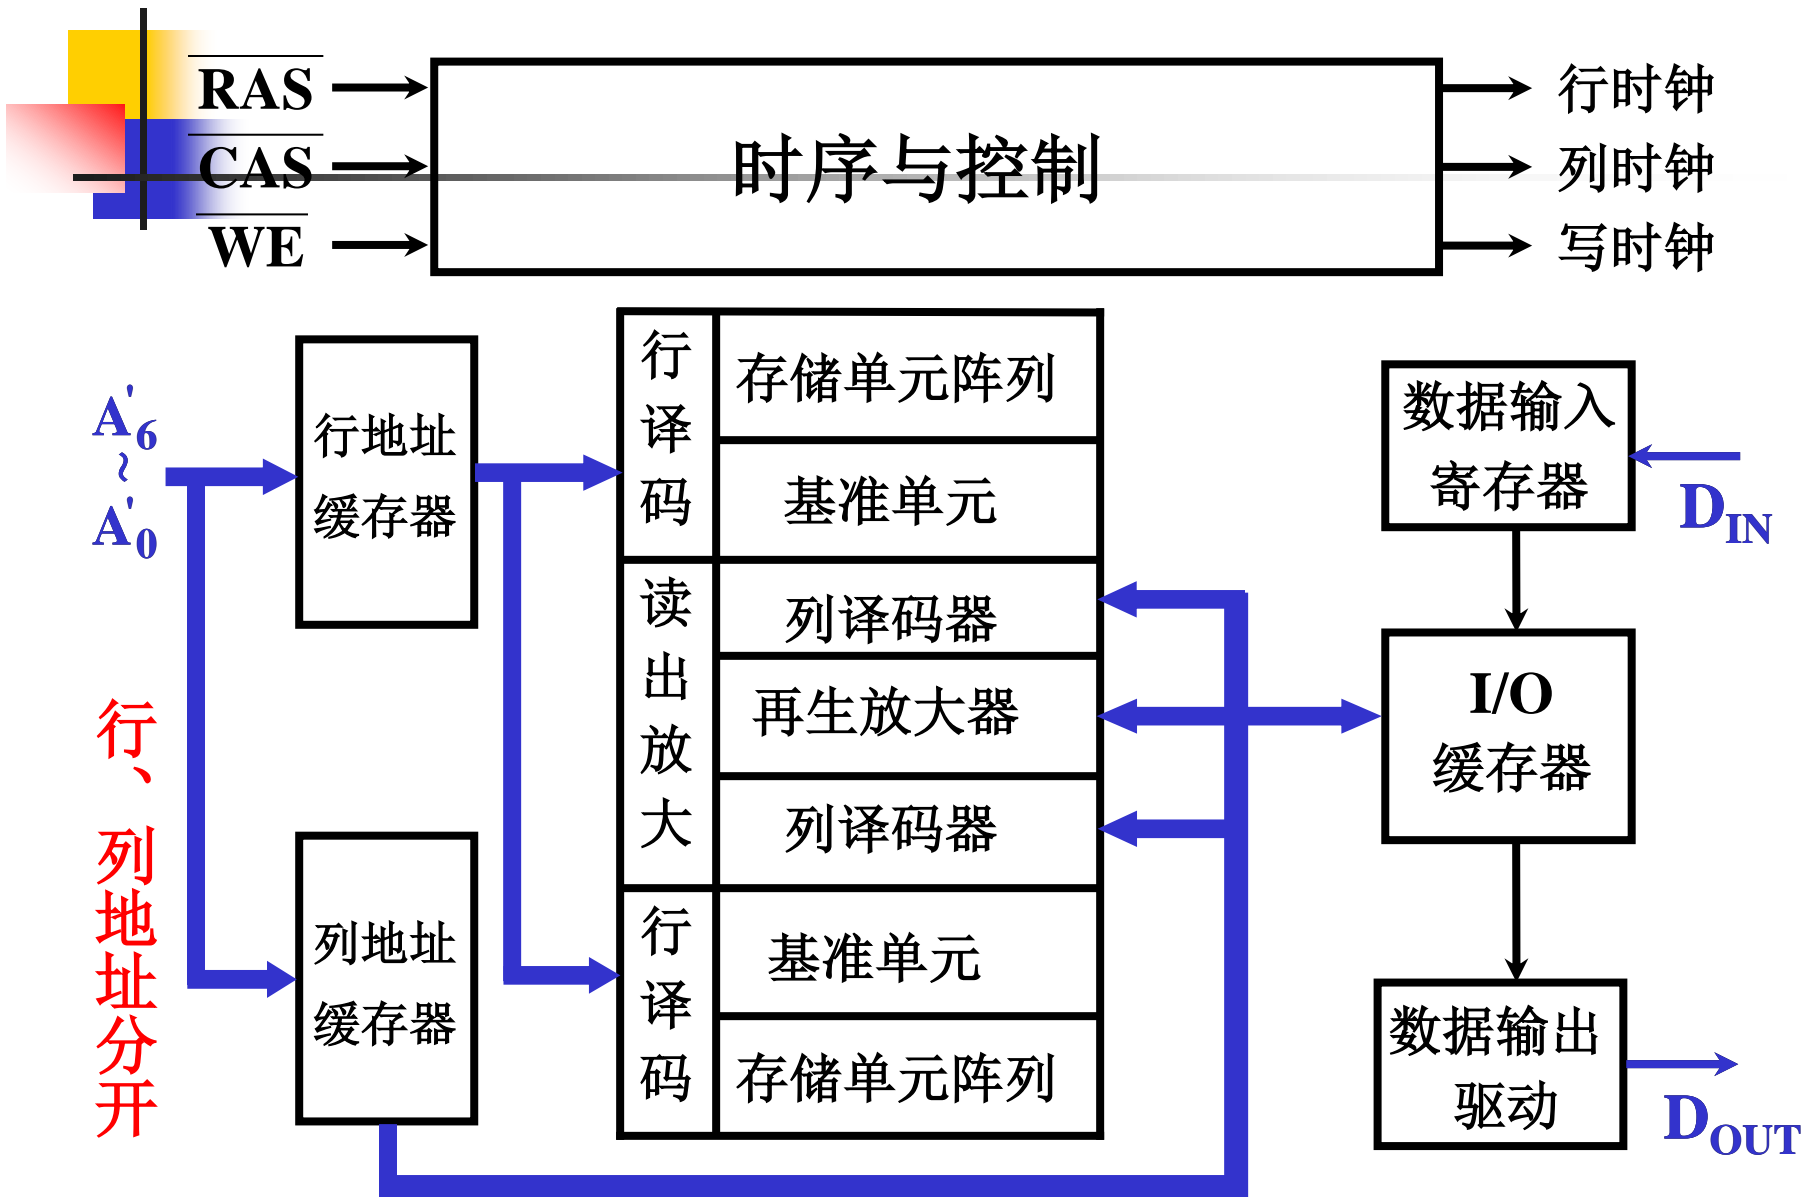 RAS
CAS
WE
时序与控制
行时钟
列时钟
写时钟
A'6
~
A'0
行、列地址分开
行地址
缓存器
列地址
缓存器
行译码
读出放大
行译码
存储单元阵列
基准单元
列译码器
再生放大器
列译码器
基准单元
存储单元阵列
数据输入
寄存器
DIN
I/O
缓存器
数据输出
驱动
DOUT